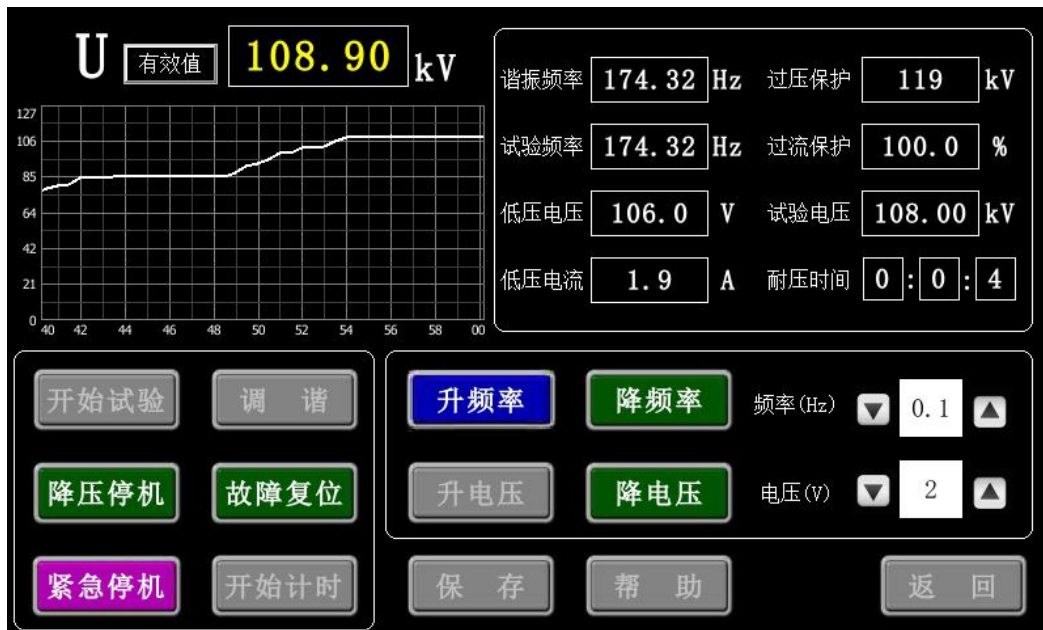 U 有效值 108.90 kV
127
106
85
64
42
21
0
40 42 44 46 48 50 52 54 56 58 00
谐振频率 174.32 Hz 过压保护 119 kV
试验频率 174.32 Hz 过流保护 100.0 %
低压电压 106.0 V 试验电压 108.00 kV
低压电流 1.9 A 耐压时间 0:0:4
开始试验 调 谐
降压停机 故障复位
紧急停机 开始计时
升频率 降频率 频率(Hz) 0.1
升电压 降电压 电压(V) 2
保 存 帮 助 返 回